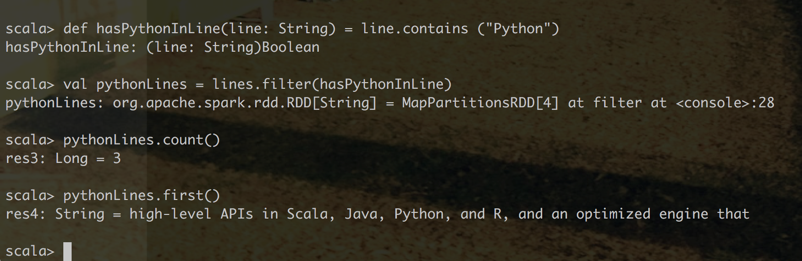 scala> def hasPythonInLine(line: String) = line.contains ("Python")
hasPythonInLine: (line: String)Boolean
scala> val pythonLines = lines.filter(hasPythonInLine)
pythonLines: org.apache.spark.rdd.RDD[String] = MapPartitionsRDD[4] at filter at <console>:28
scala> pythonLines.count()
res3: Long = 3
scala> pythonLines.first()
res4: String = high-level APIs in Scala, Java, Python, and R, and an optimized engine that
scala>